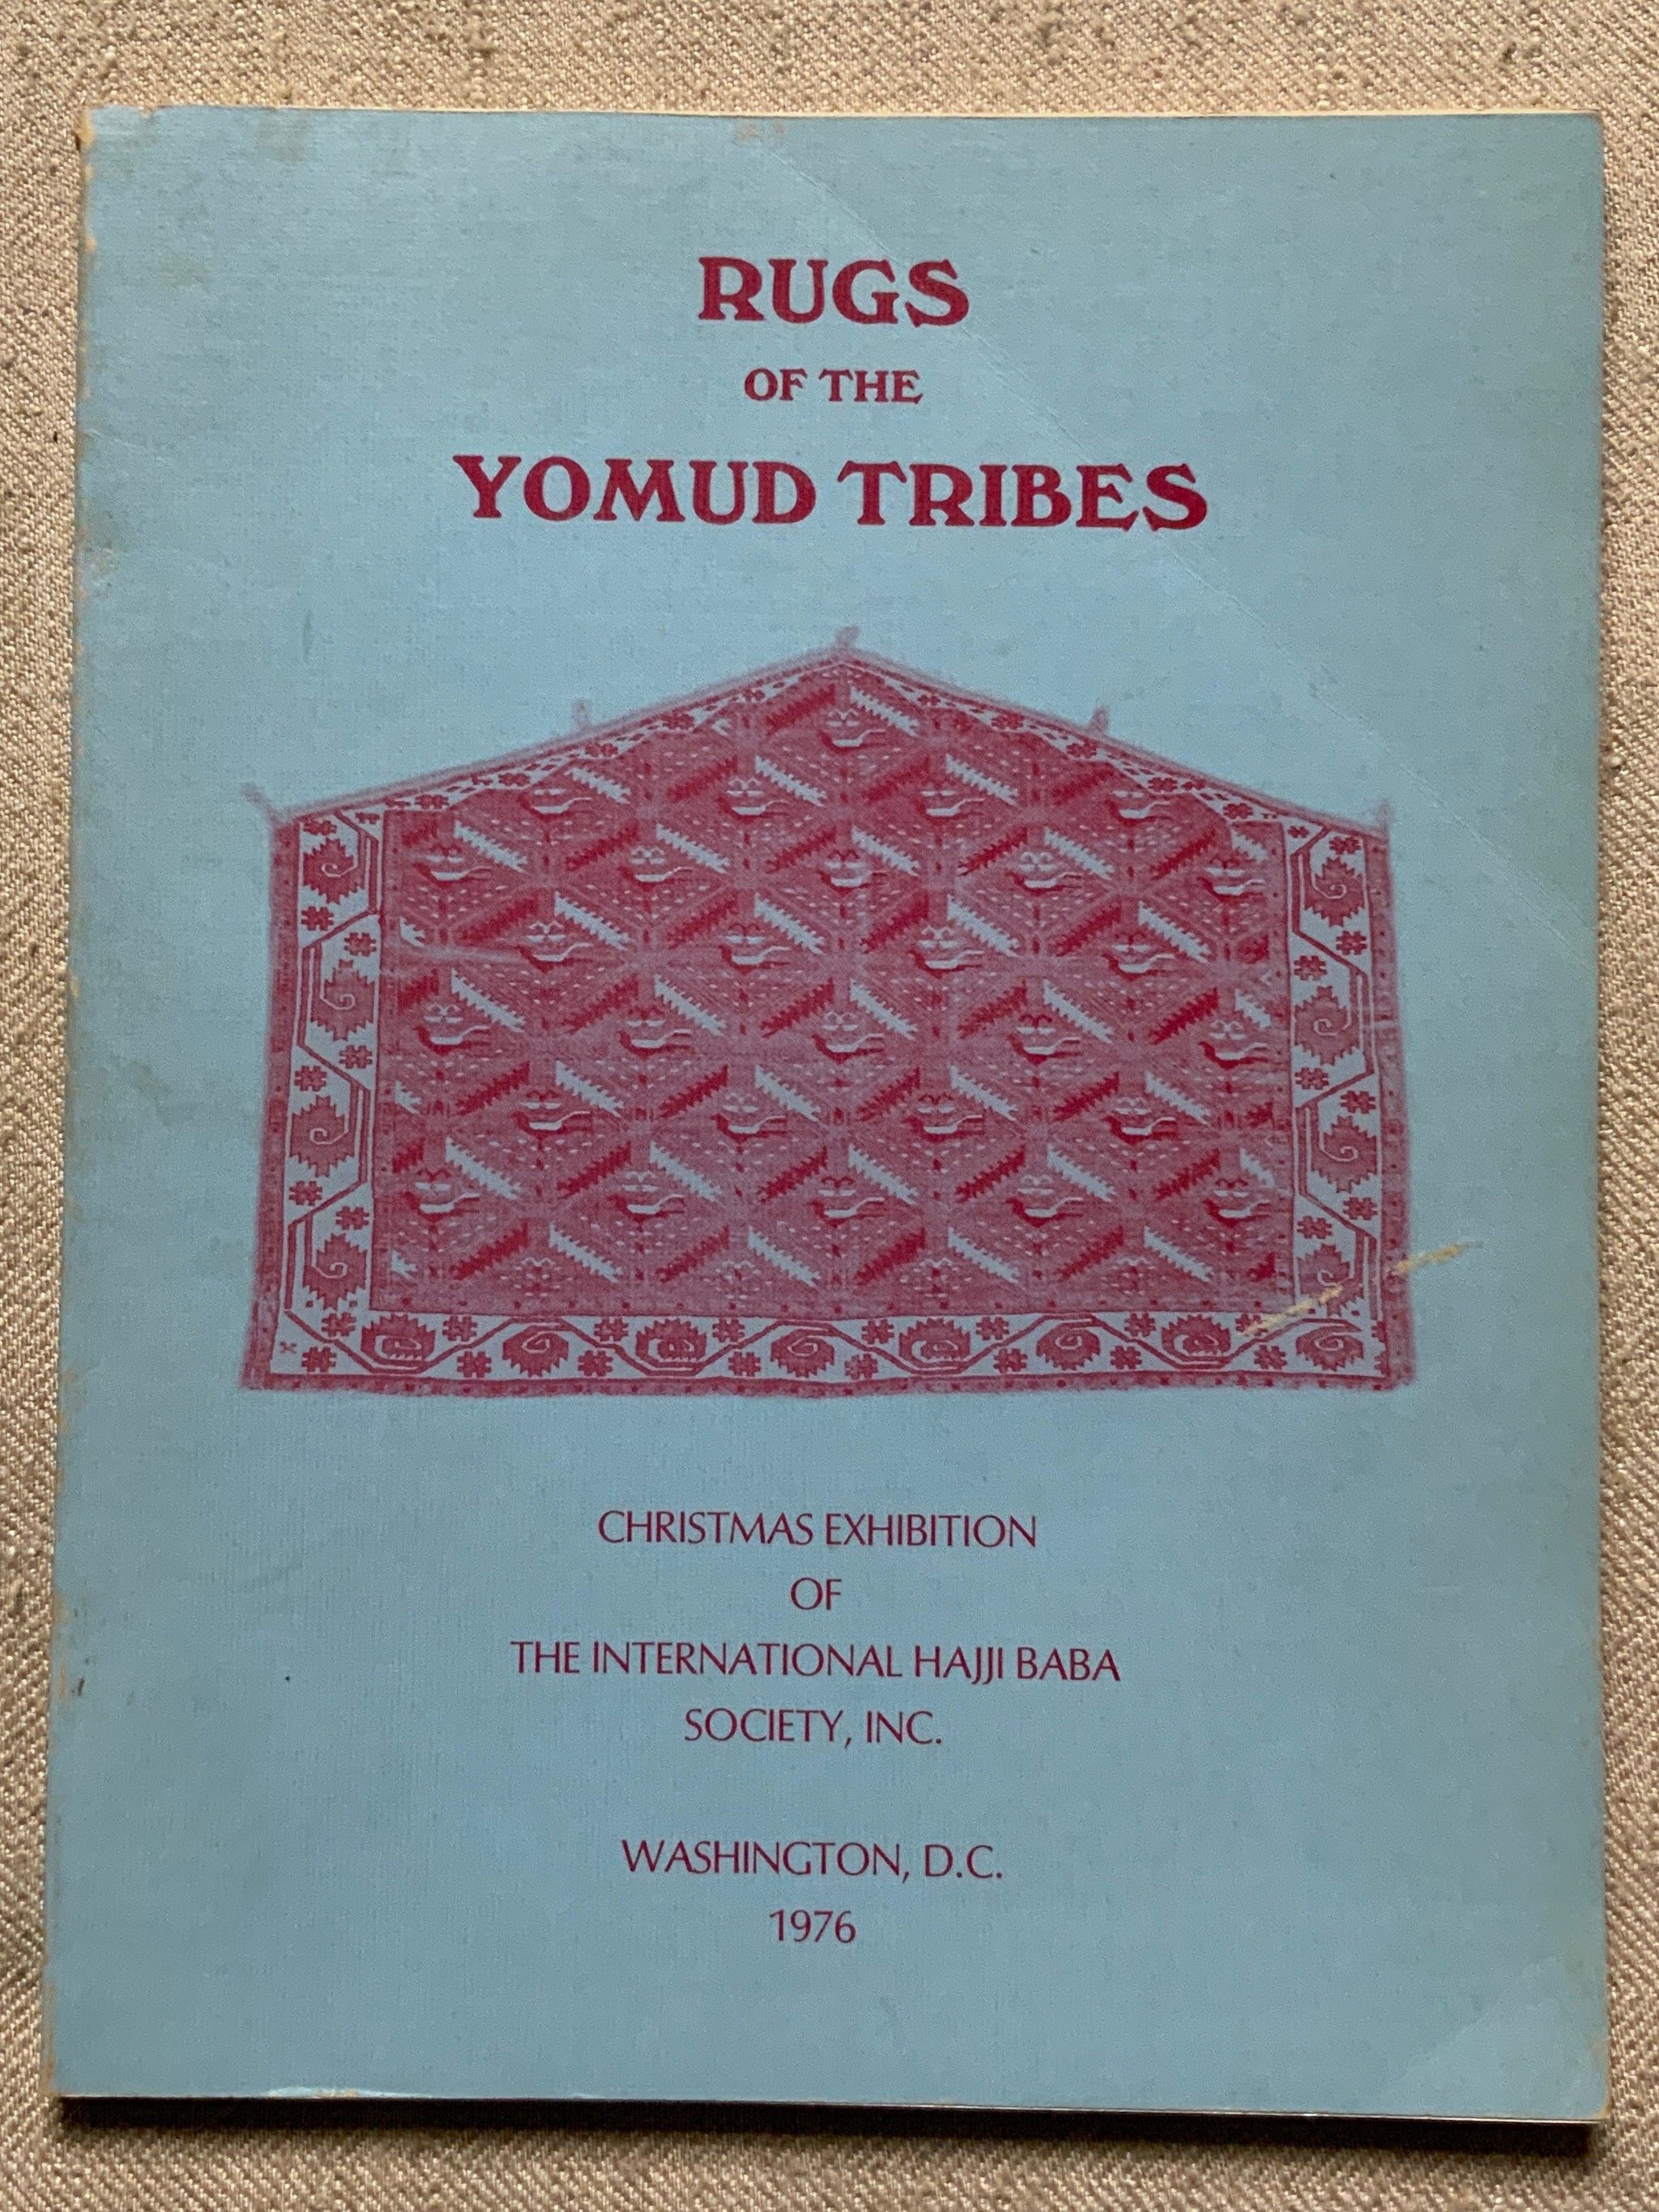 RUGS
OF THE
YOMUD TRIBES
CHRISTMAS EXHIBITION
OF
THE INTERNATIONAL HAJJI BABA
SOCIETY, INC.
WASHINGTON, D.C.
1976